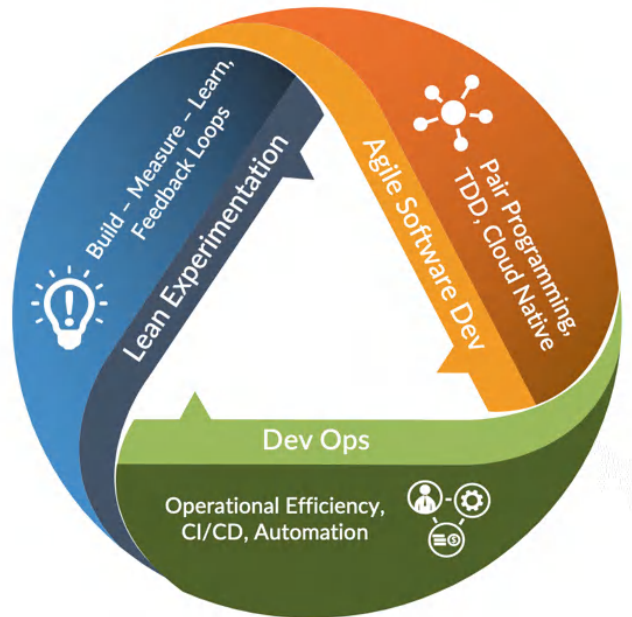 Build – Measure – Learn,
Feedback Loops
Lean Experimentation
Agile Software Dev
Pair Programming,
TDD, Cloud Native
Dev Ops
Operational Efficiency,
CI/CD, Automation